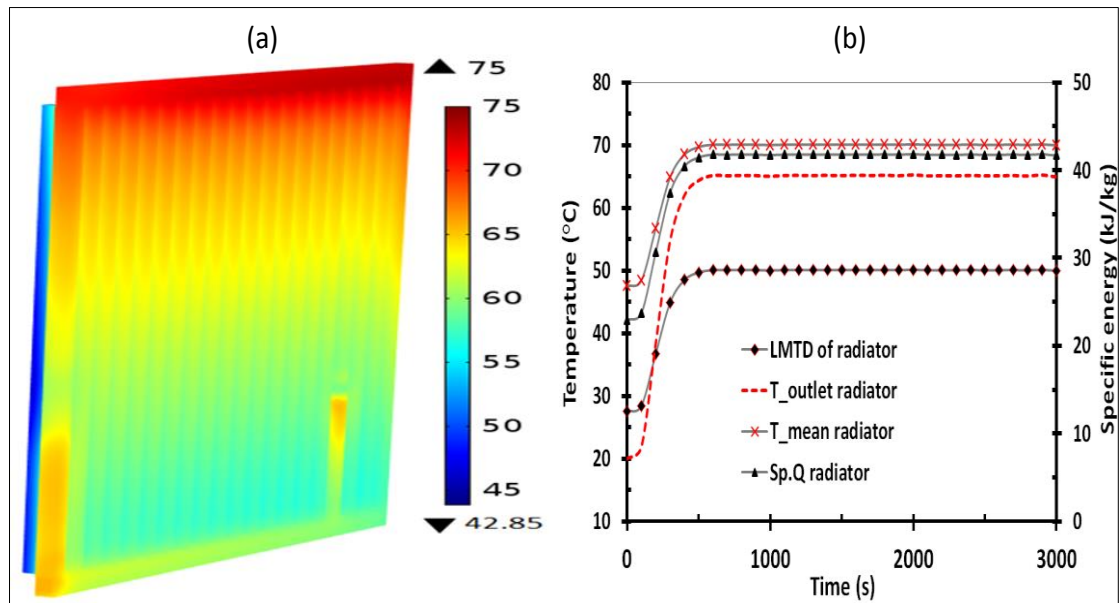 (a)
▲ 75
75
70
65
60
55
50
45
▼ 42.85
(b)
Temperature (°C)
80
70
60
50
40
30
20
10
LMTD of radiator
T_outlet radiator
T_mean radiator
Sp.Q radiator
50
40
30
20
10
0
Specific energy (kJ/kg)
0 1000 2000 3000
Time (s)